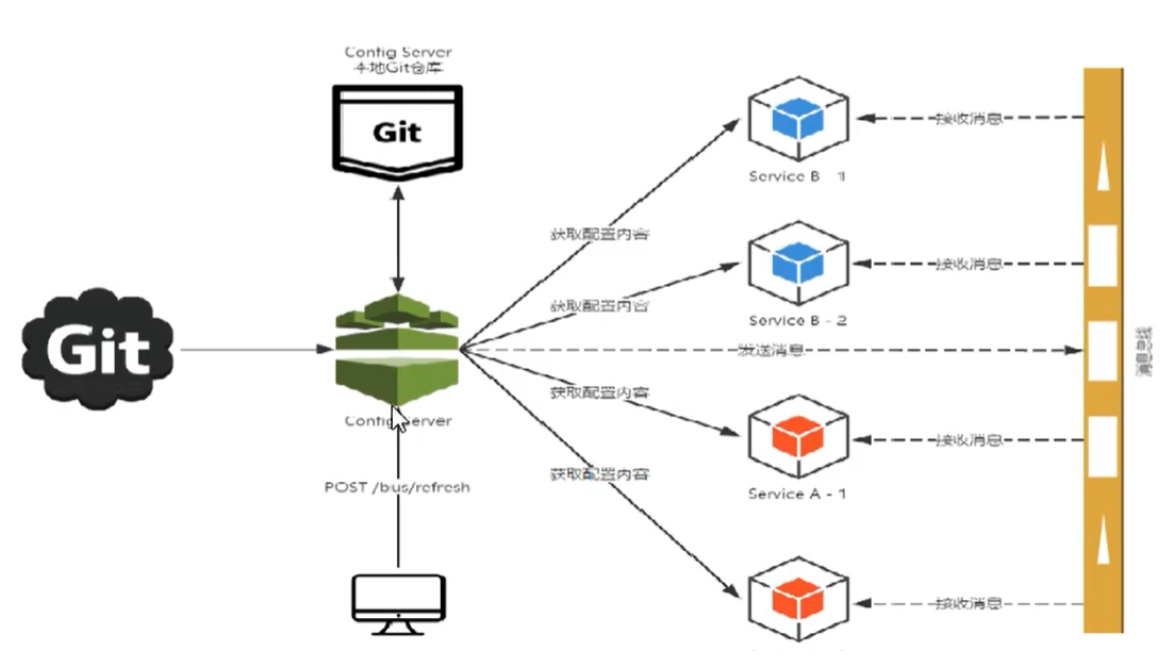 Config Server
本地Git仓库
Git
Service B - 1
接收消息
获取配置内容
Service B - 2
接收消息
获取配置内容
Git
发送消息
消息总线
Config Server
获取配置内容
Service A - 1
接收消息
获取配置内容
POST /bus/refresh
接收消息